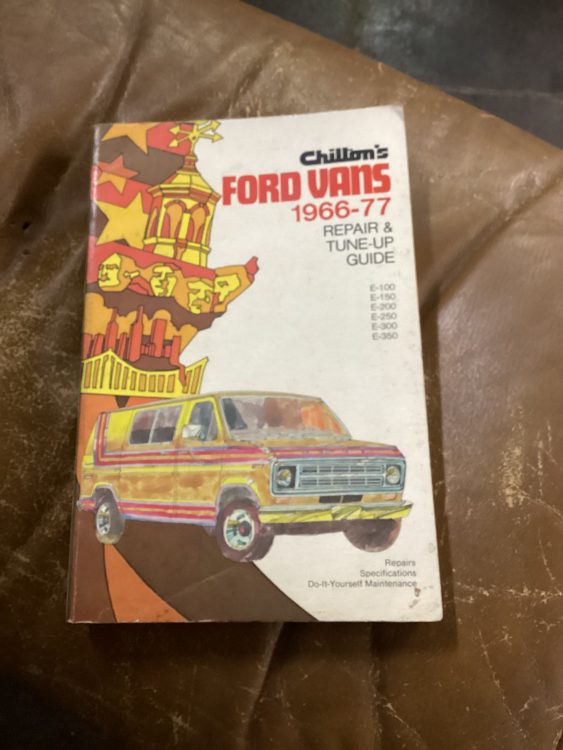 Chilton's
FORD VANS
1966-77
REPAIR &
TUNE-UP
GUIDE
E-100
E-150
E-200
E-250
E-300
E-350
Repairs
Specifications
Do-It-Yourself Maintenance